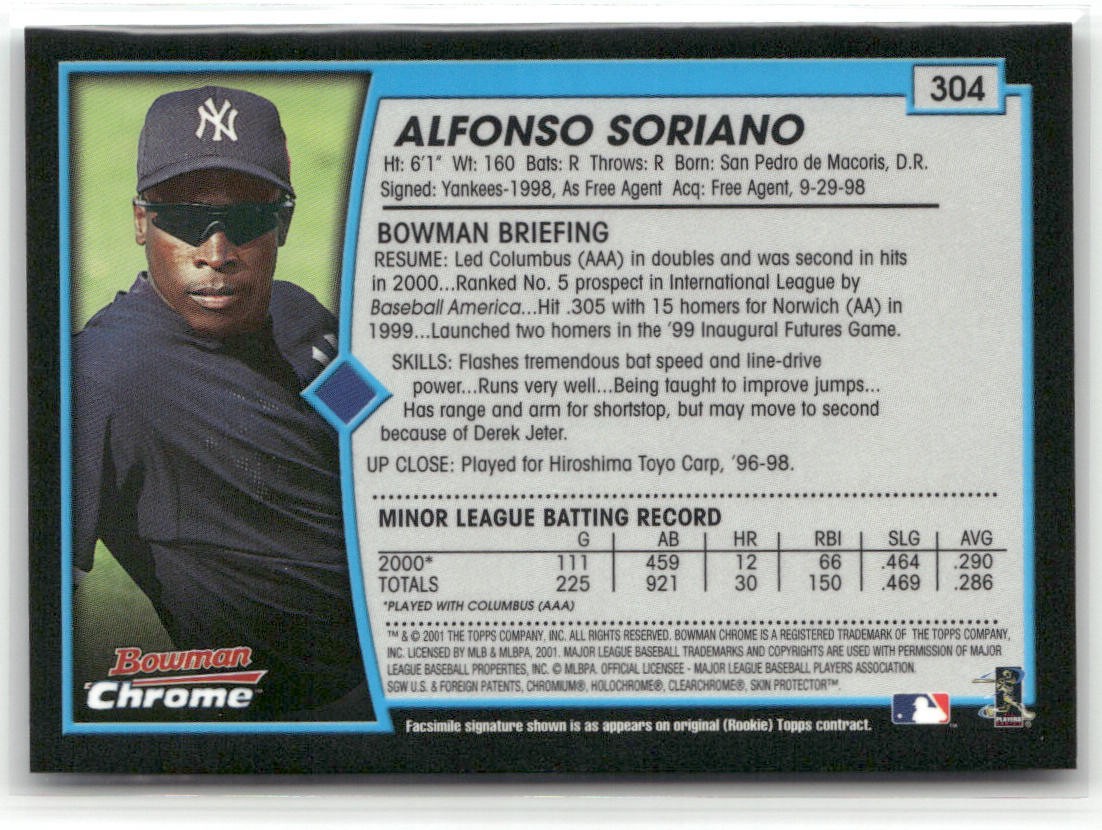 304
NY
ALFONSO SORIANO
Ht: 6'1" Wt: 160 Bats: R Throws: R Born: San Pedro de Macoris, D.R.
Signed: Yankees-1998, As Free Agent Acq: Free Agent, 9-29-98
BOWMAN BRIEFING
RESUME: Led Columbus (AAA) in doubles and was second in hits
in 2000...Ranked No. 5 prospect in International League by
Baseball America...Hit .305 with 15 homers for Norwich (AA) in
1999...Launched two homers in the '99 Inaugural Futures Game.
SKILLS: Flashes tremendous bat speed and line-drive
power...Runs very well...Being taught to improve jumps...
Has range and arm for shortstop, but may move to second
because of Derek Jeter.
UP CLOSE: Played for Hiroshima Toyo Carp, '96-98.
MINOR LEAGUE BATTING RECORD
G AB HR RBI SLG AVG
2000* 111 459 12 66 .464 .290
TOTALS 225 921 30 150 .469 .286
*PLAYED WITH COLUMBUS (AAA)
™ & © 2001 THE TOPPS COMPANY, INC. ALL RIGHTS RESERVED. BOWMAN CHROME IS A REGISTERED TRADEMARK OF THE TOPPS COMPANY,
INC. LICENSED BY MLB & MLBPA, 2001. MAJOR LEAGUE BASEBALL TRADEMARKS AND COPYRIGHTS ARE USED WITH PERMISSION OF MAJOR
LEAGUE BASEBALL PROPERTIES, INC. © MLBPA. OFFICIAL LICENSEE - MAJOR LEAGUE BASEBALL PLAYERS ASSOCIATION.
SGW U.S. & FOREIGN PATENTS, CHROMIUM®, HOLOCHROME®, CLEARCHROME®, SKIN PROTECTOR™.
Bowman
Chrome™
Facsimile signature shown is as appears on original (Rookie) Topps contract.
PLAYERS